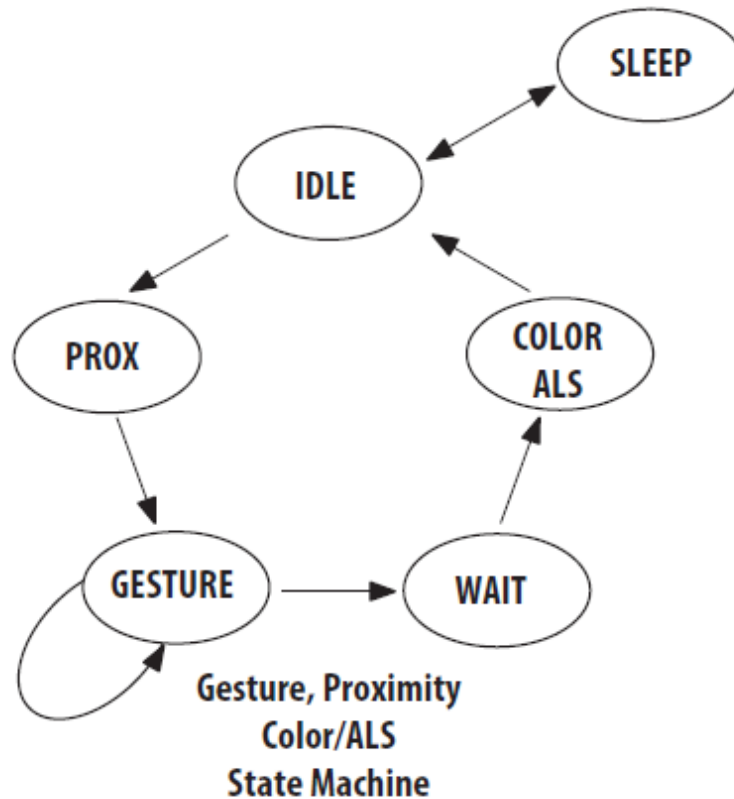 SLEEP
IDLE
PROX
COLOR
ALS
GESTURE
WAIT
Gesture, Proximity
Color/ALS
State Machine